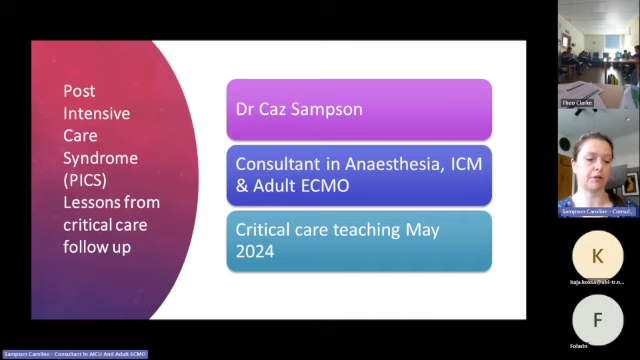 Post
Intensive
Care
Syndrome
(PICS)
Lessons from
critical care
follow up
Dr Caz Sampson
Consultant in Anaesthesia, ICM
& Adult ECMO
Critical care teaching May
2024
Theo Clarke
Sampson Caroline - Consul...
K
F
Folarin
Sampson Caroline - Consultant In AICU And Adult ECMO